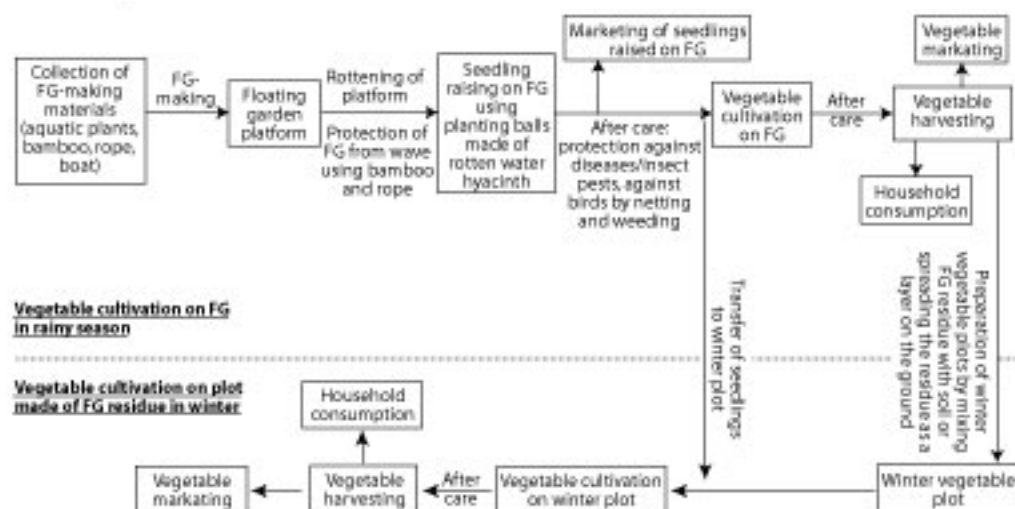 Collection of
FG-making
materials
(aquatic plants,
bamboo, rope,
boat)
FG-
making
Floating
garden
platform
Rottening of
platform
Protection of
FG from wave
using bamboo
and rope
Seedling
raising on FG
using
planting balls
made of
rotten water
hyacinth
Marketing of seedlings
raised on FG
After care:
protection against
diseases/insect
pests, against
birds by netting
and weeding
Vegetable
cultivation
on FG
After
care
Vegetable
markating
Vegetable
harvesting
Household
consumption
Transfer of seedlings
to winter plot
Preparation of winter
vegetable plots by mixing
FG residue with soil or
spreading the residue as a
layer on the ground
Vegetable cultivation on FG
in rainy season
Vegetable cultivation on plot
made of FG residue in winter
Household
consumption
Vegetable
markating
Vegetable
harvesting
After
care
Vegetable cultivation
on winter plot
Winter vegetable
plot